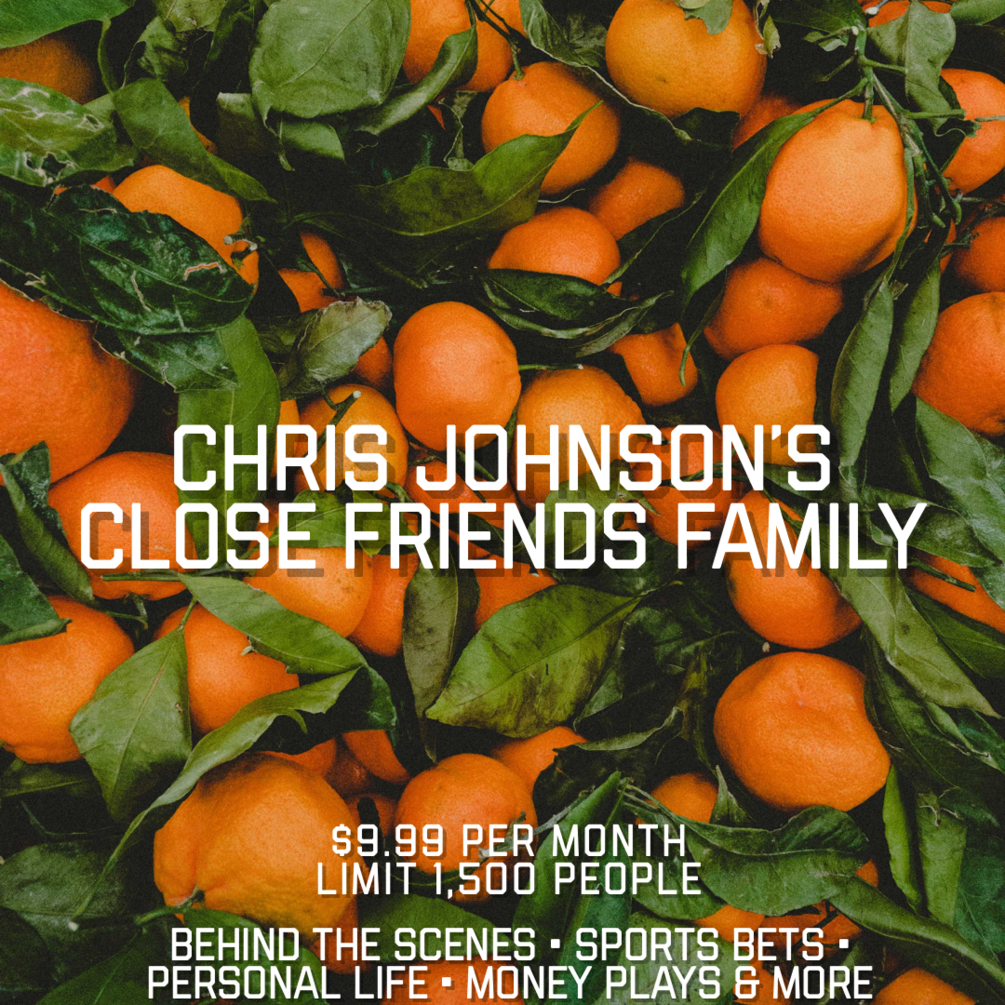 CHRIS JOHNSON'S
CLOSE FRIENDS FAMILY
$9.99 PER MONTH
LIMIT 1,500 PEOPLE
BEHIND THE SCENES ▪ SPORTS BETS ▪
PERSONAL LIFE ▪ MONEY PLAYS & MORE